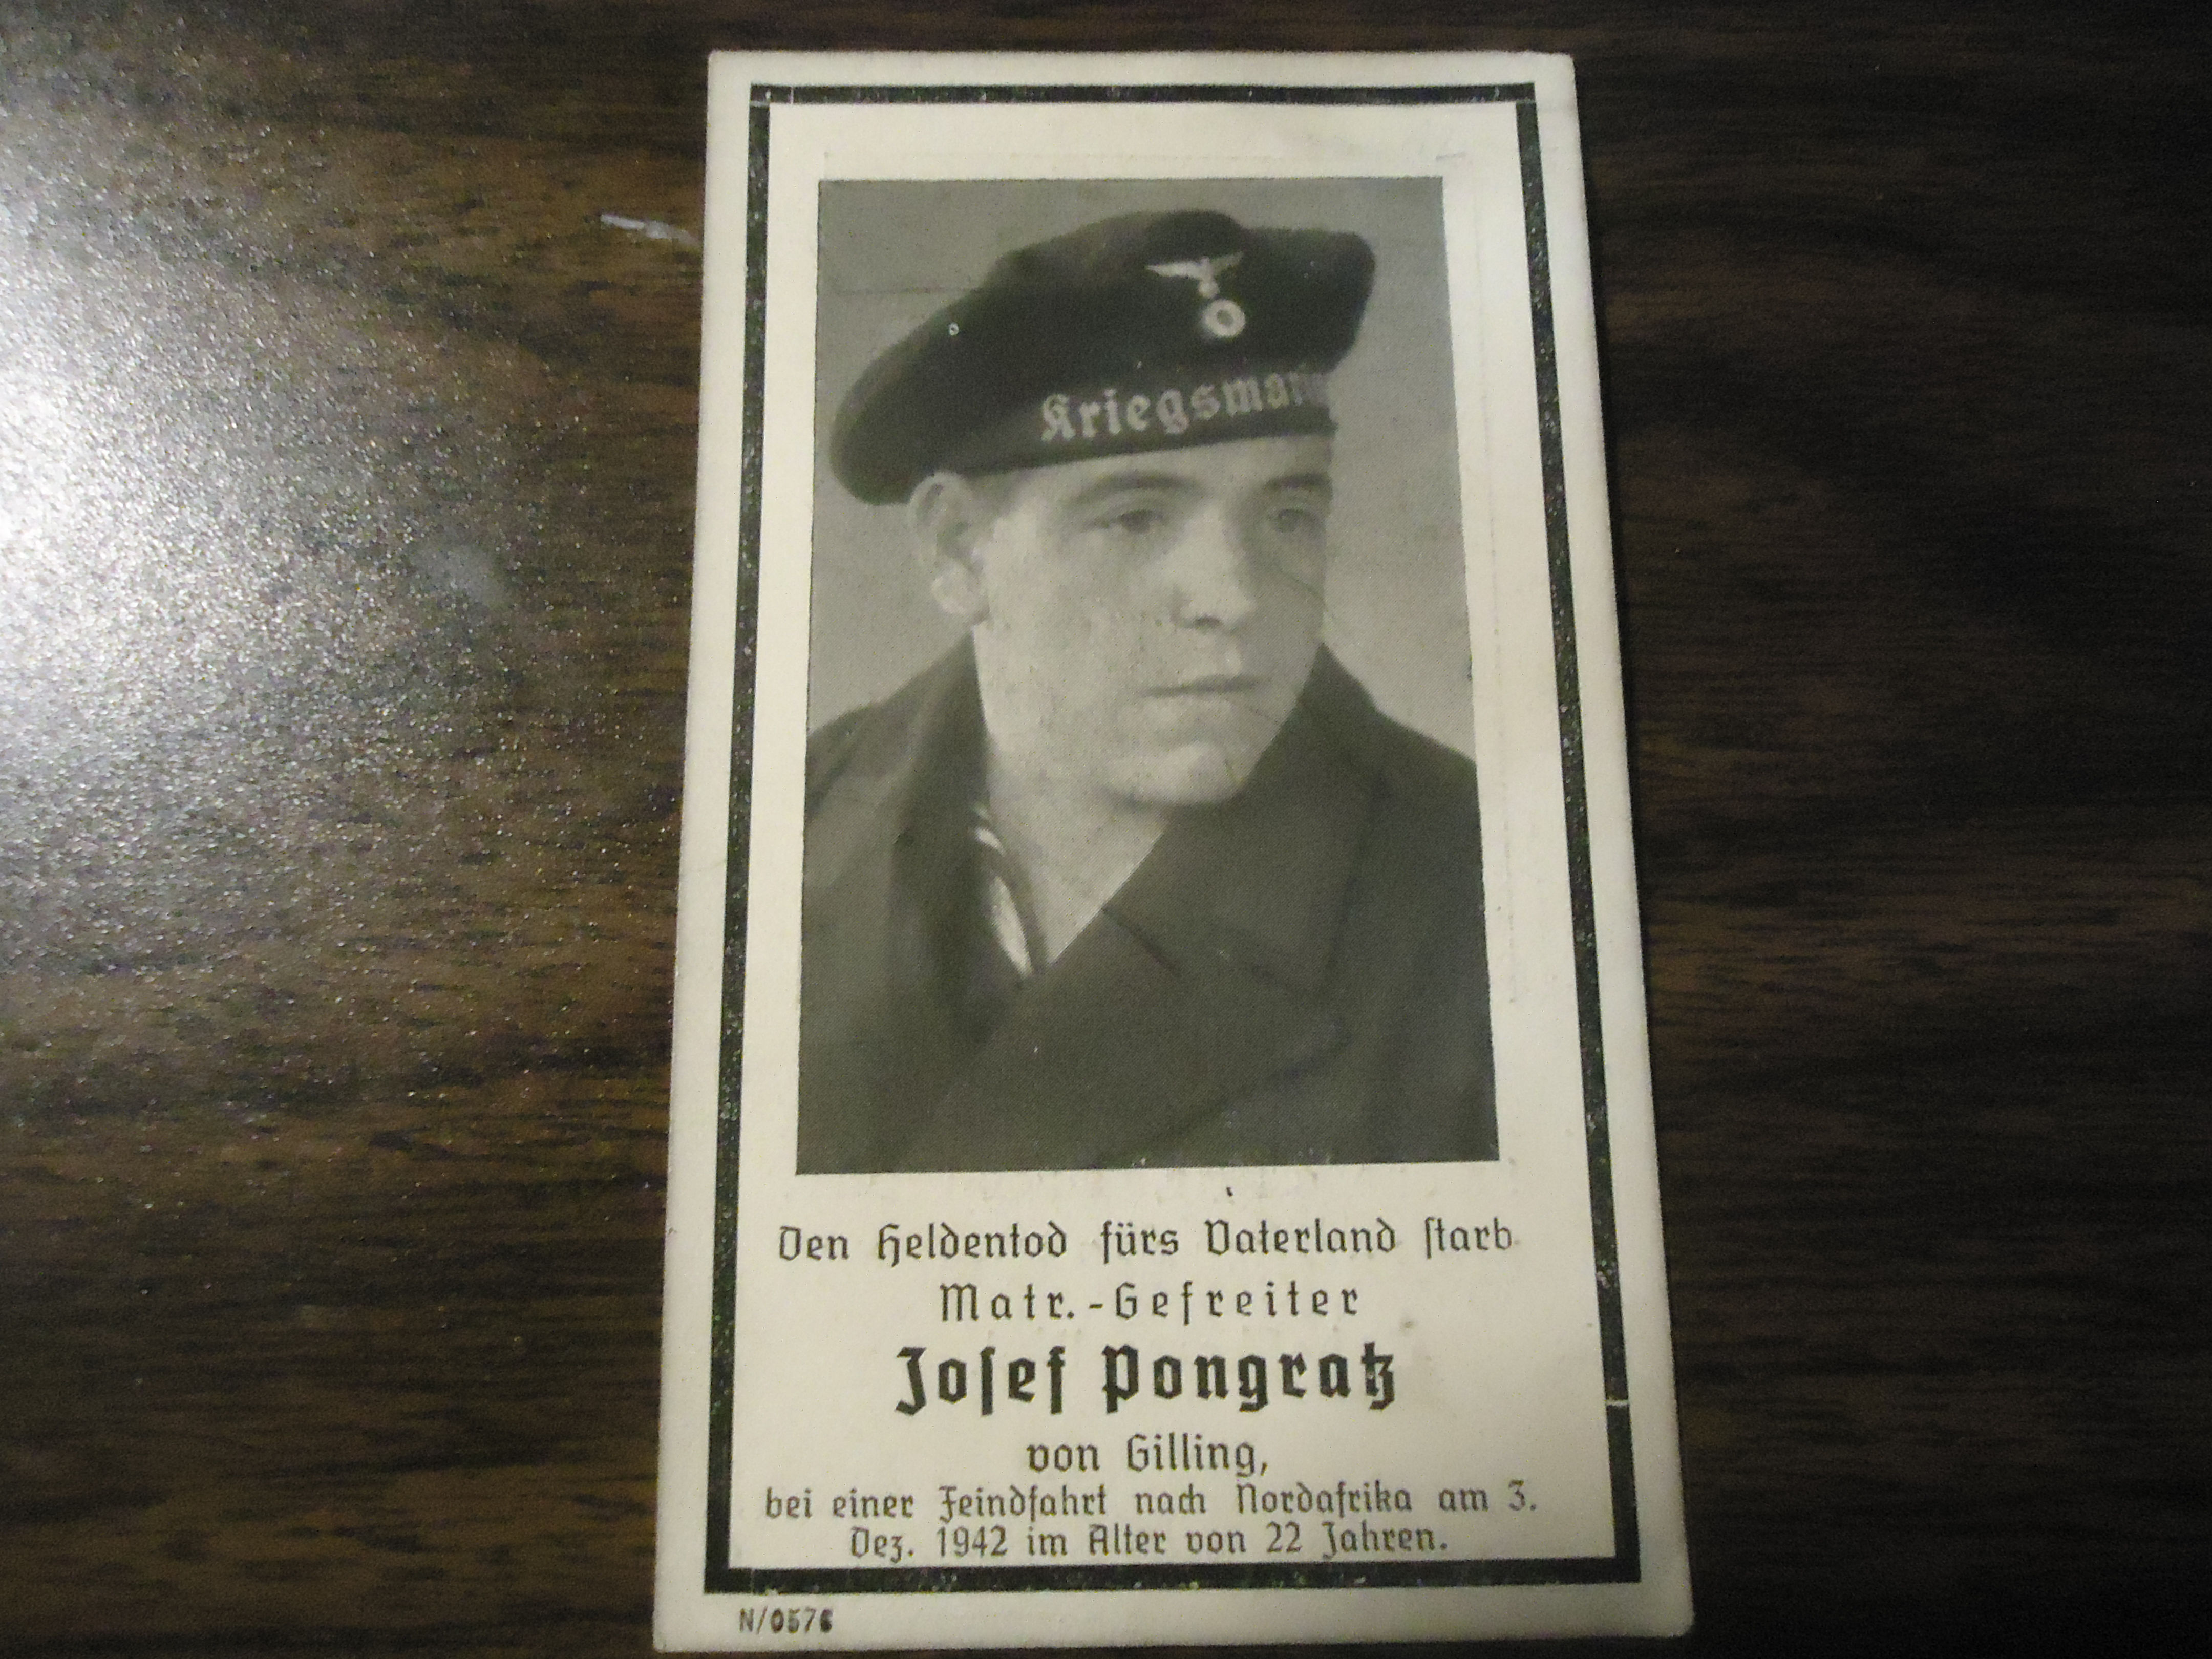 Kriegsmar
Den Heldentod fürs Vaterland ſtarb
Matr.-Gefreiter
Joſef Pongratz
von Gilling,
bei einer Feindfahrt nach Nordafrika am 3.
Dez. 1942 im Alter von 22 Jahren.
N/0576